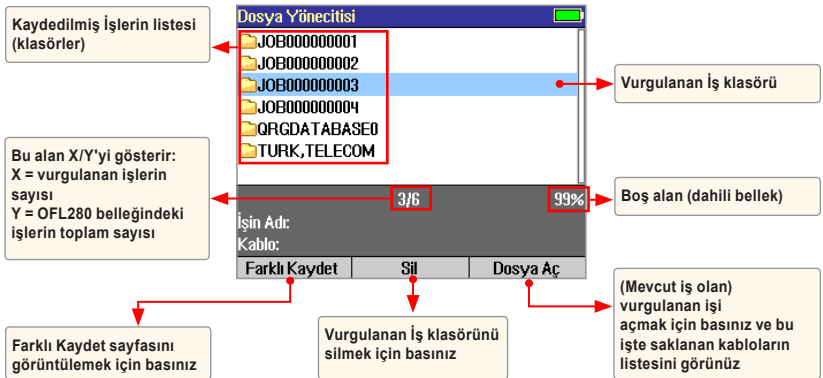 Kaydedilmiş İşlerin listesi
(klasörler)
Dosya Yönecitisi
JOB000000001
JOB000000002
JOB000000003
JOB000000004
QRGDATABASE0
TURK,TELECOM
Vurgulanan İş klasörü
Bu alan X/Y'yi gösterir:
X = vurgulanan işlerin
sayısı
Y = OFL280 belleğindeki
işlerin toplam sayısı
3/6
99%
Boş alan (dahili bellek)
İşin Adı:
Kablo:
Farklı Kaydet
Sil
Dosya Aç
Farklı Kaydet sayfasını
görüntülemek için basınız
Vurgulanan İş klasörünü
silmek için basınız
(Mevcut iş olan)
vurgulanan işi
açmak için basınız ve bu
işte saklanan kabloların
listesini görünüz